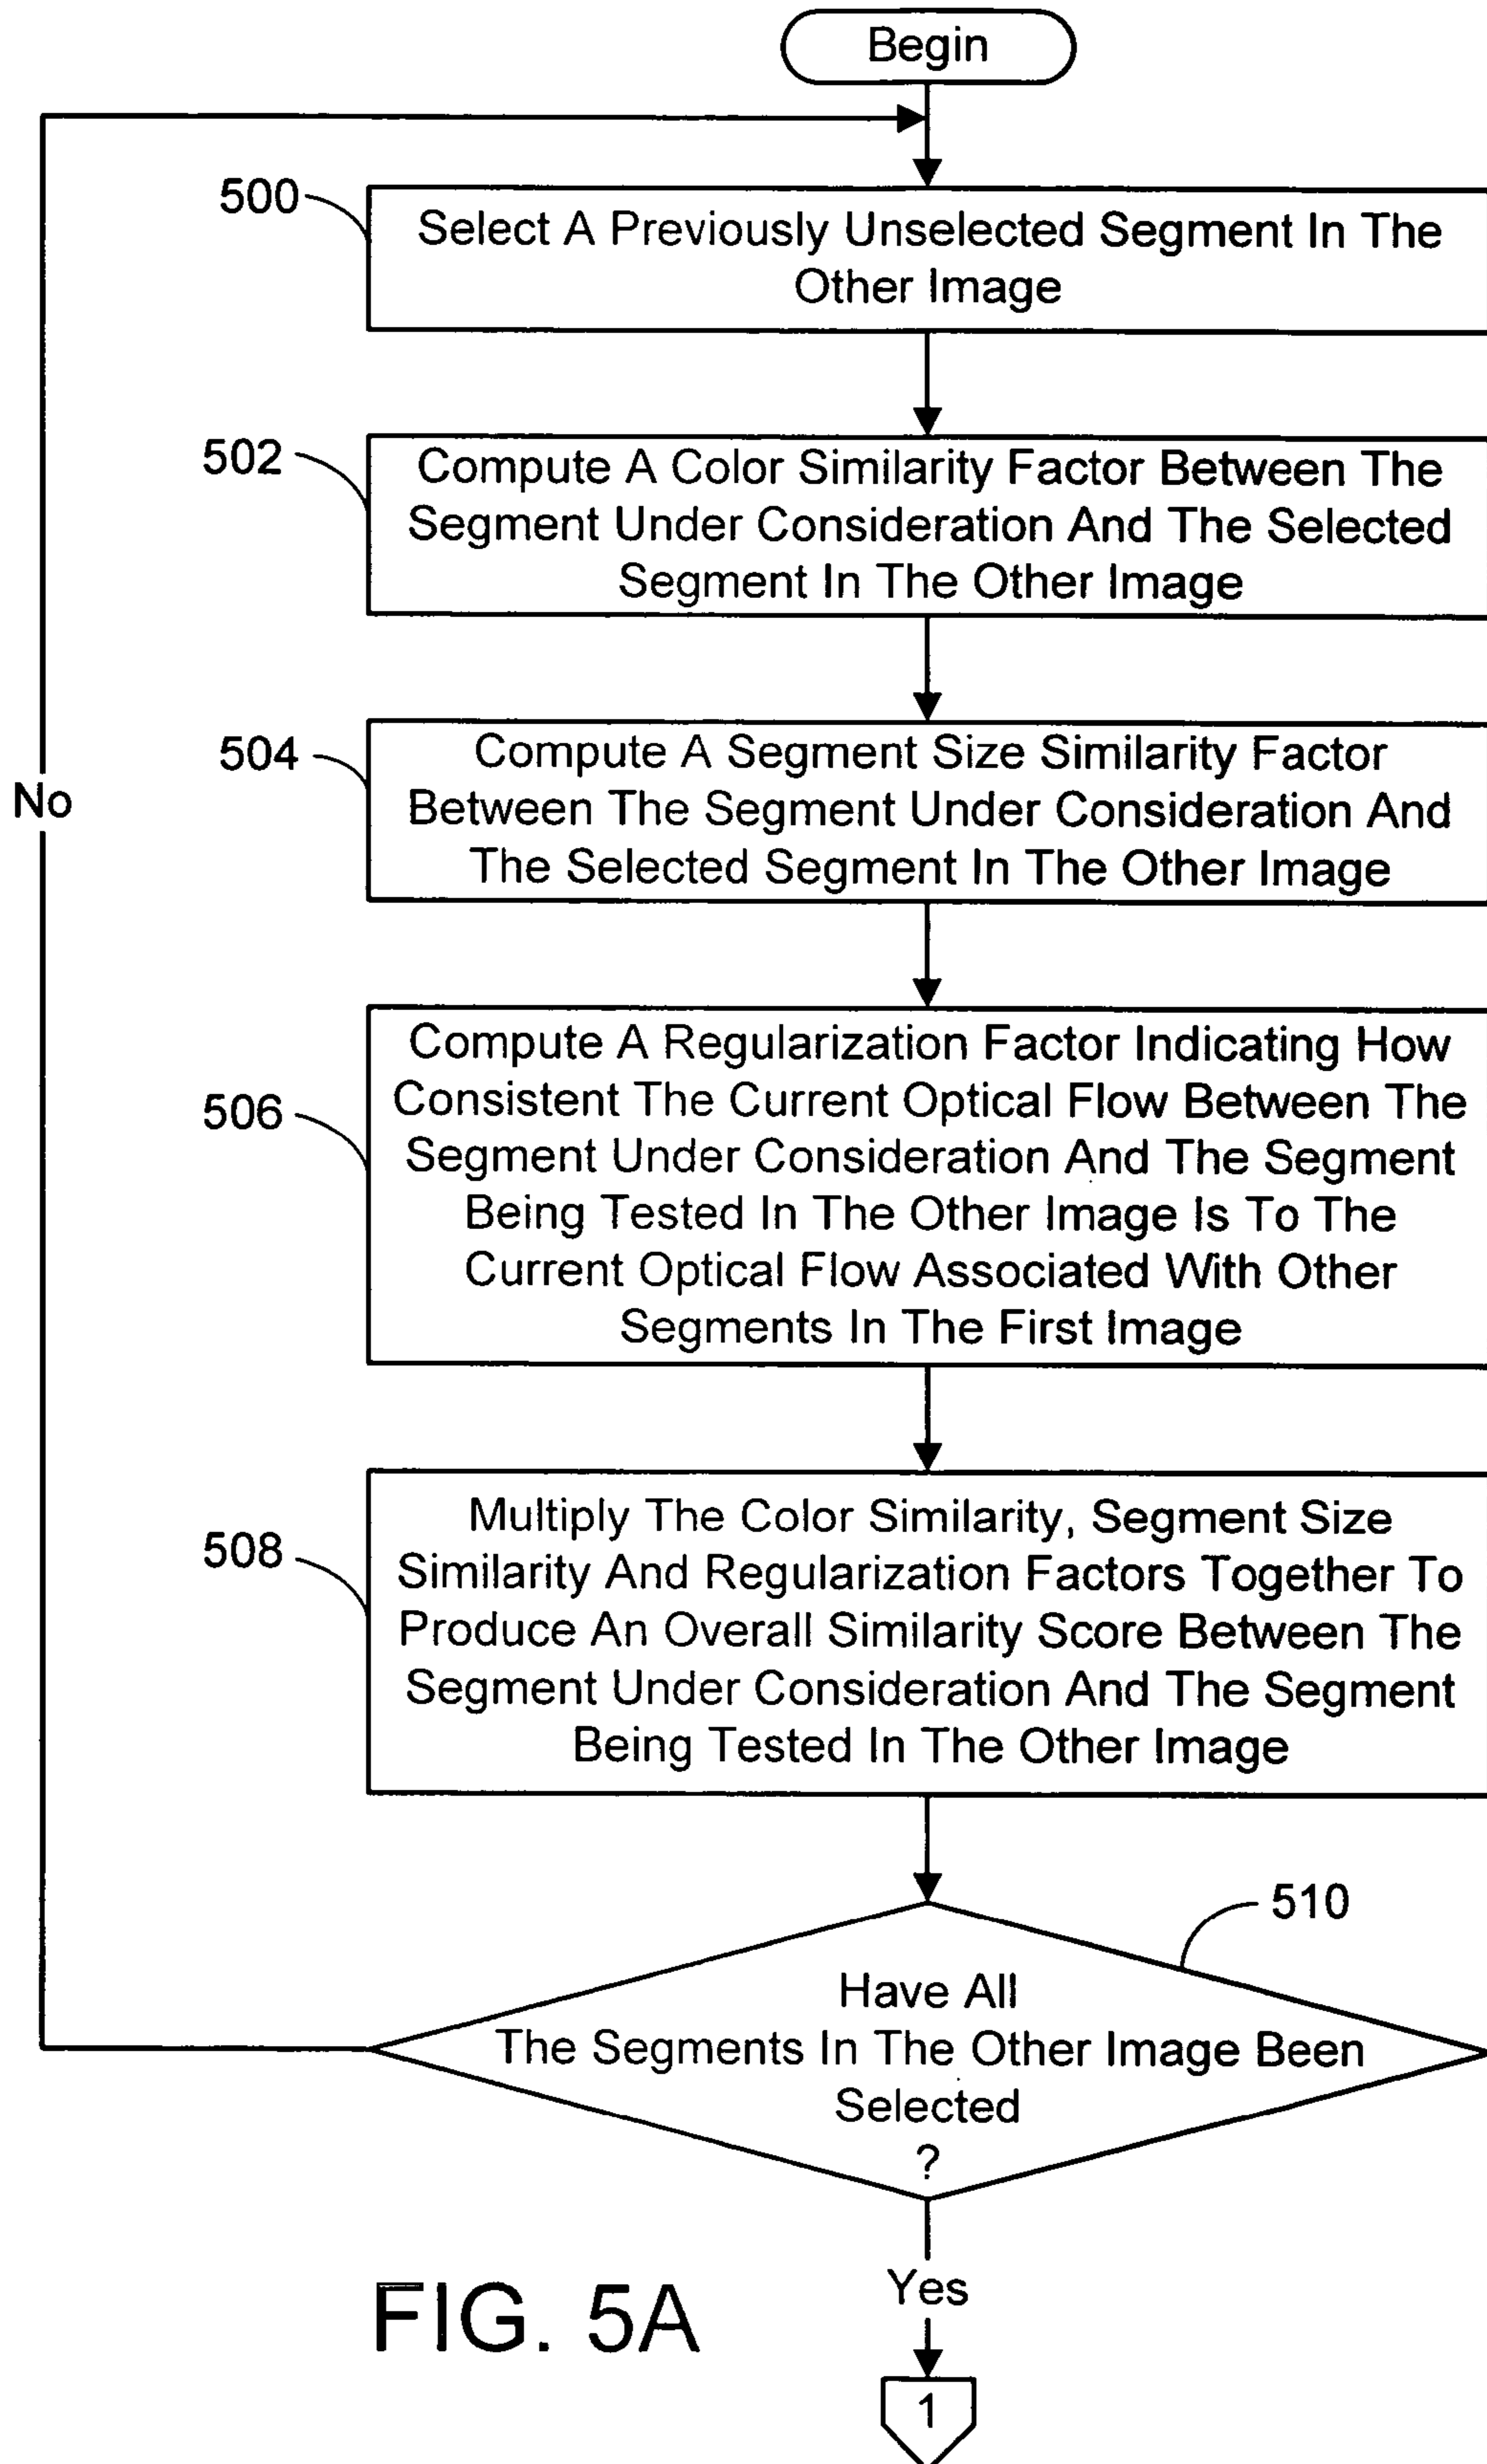 Begin
500
Select A Previously Unselected Segment In The
Other Image
502
Compute A Color Similarity Factor Between The
Segment Under Consideration And The Selected
Segment In The Other Image
504
Compute A Segment Size Similarity Factor
Between The Segment Under Consideration And
The Selected Segment In The Other Image
No
506
Compute A Regularization Factor Indicating How
Consistent The Current Optical Flow Between The
Segment Under Consideration And The Segment
Being Tested In The Other Image Is To The
Current Optical Flow Associated With Other
Segments In The First Image
508
Multiply The Color Similarity, Segment Size
Similarity And Regularization Factors Together To
Produce An Overall Similarity Score Between The
Segment Under Consideration And The Segment
Being Tested In The Other Image
510
Have All
The Segments In The Other Image Been
Selected
?
Yes
FIG. 5A
1